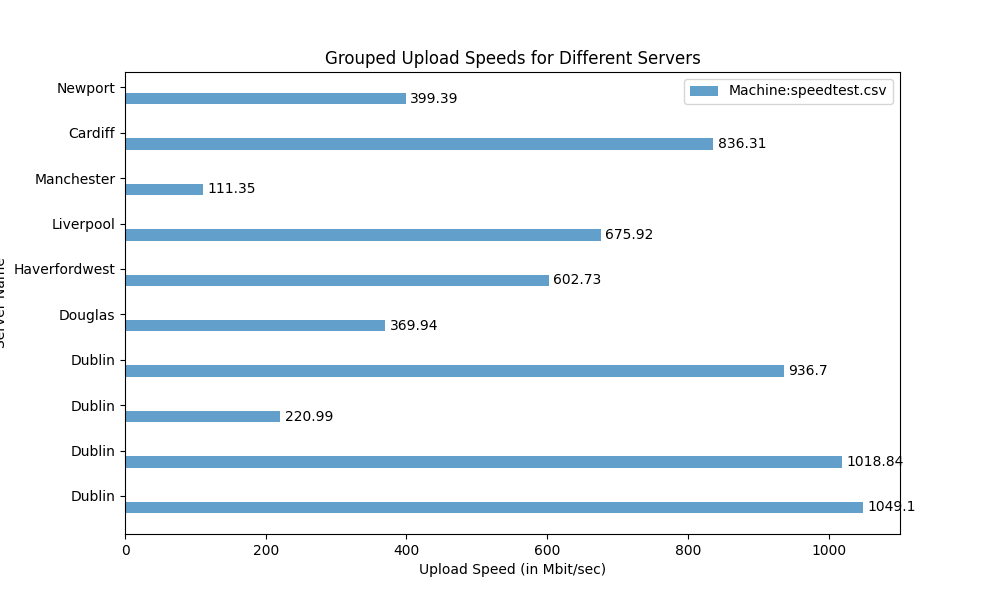 Grouped Upload Speeds for Different Servers
Machine:speedtest.csv
Newport
399.39
Cardiff
836.31
Manchester
111.35
Liverpool
675.92
Haverfordwest
602.73
Douglas
369.94
Dublin
936.7
Dublin
220.99
Dublin
1018.84
Dublin
1049.1
Server Name
0 200 400 600 800 1000
Upload Speed (in Mbit/sec)